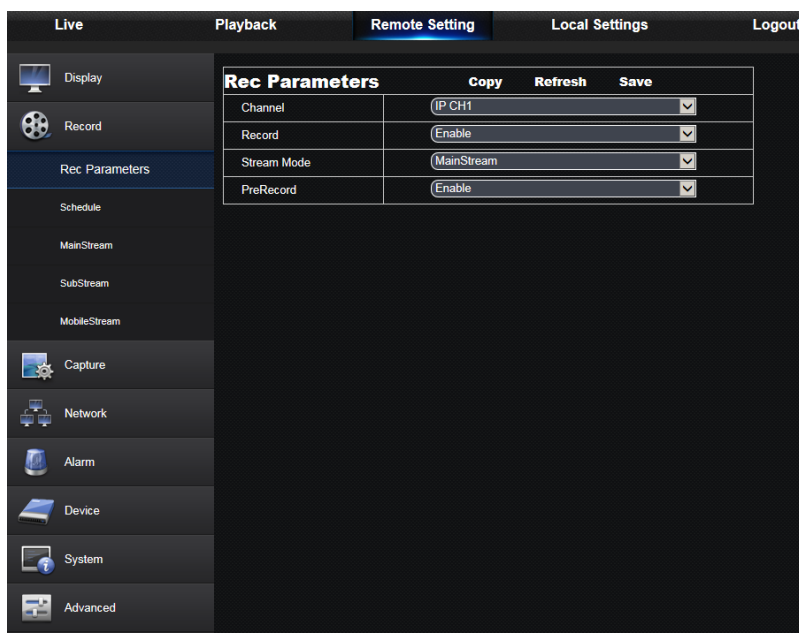 Live Playback Remote Setting Local Settings Logout
Display
Record
Rec Parameters
Schedule
MainStream
SubStream
MobileStream
Capture
Network
Alarm
Device
System
Advanced
Rec Parameters Copy Refresh Save
Channel IP CH1
Record Enable
Stream Mode MainStream
PreRecord Enable